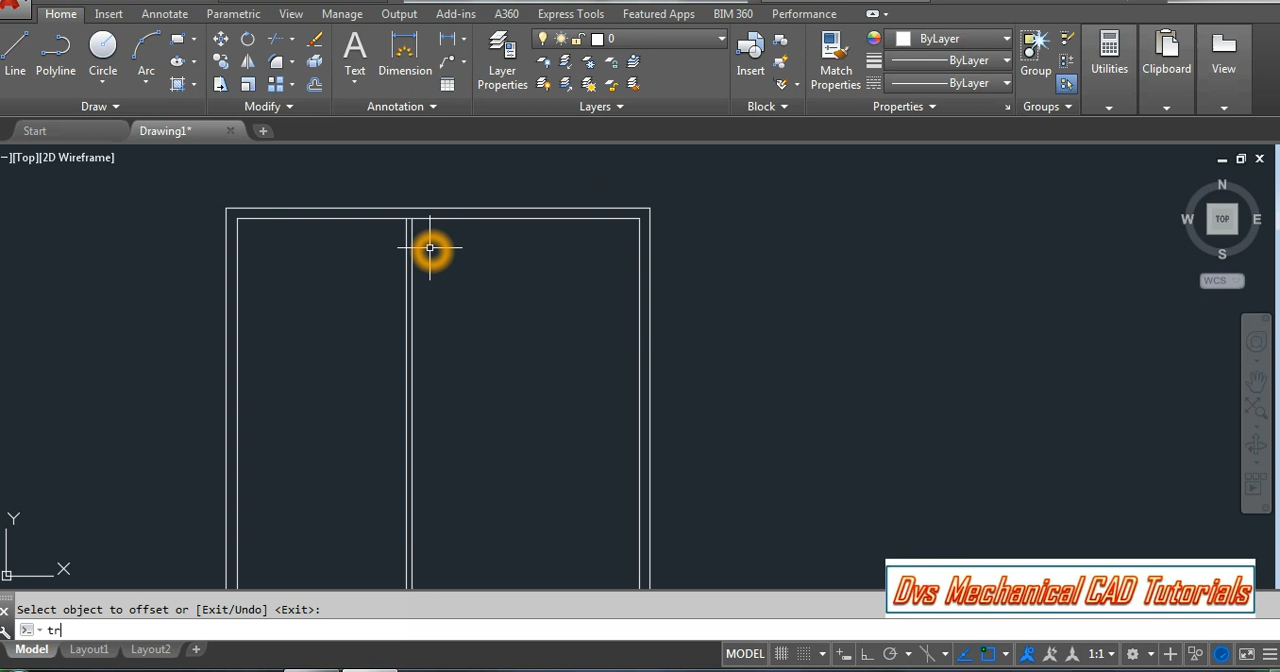 Home Insert Annotate Parametric View Manage Output Add-ins A360 Express Tools Featured Apps BIM 360 Performance
Line Polyline Circle Arc
Text Dimension
Layer Properties
0
Insert
Match Properties
ByLayer
ByLayer
ByLayer
Group
Utilities
Clipboard
View
Draw Modify Annotation Layers Block Properties Groups
Start Drawing1*
−][Top][2D Wireframe]
N
W TOP E
S
WCS
Y
X
Dvs Mechanical CAD Tutorials
Select object to offset or [Exit/Undo] <Exit>:
tr
Model Layout1 Layout2 MODEL 1:1